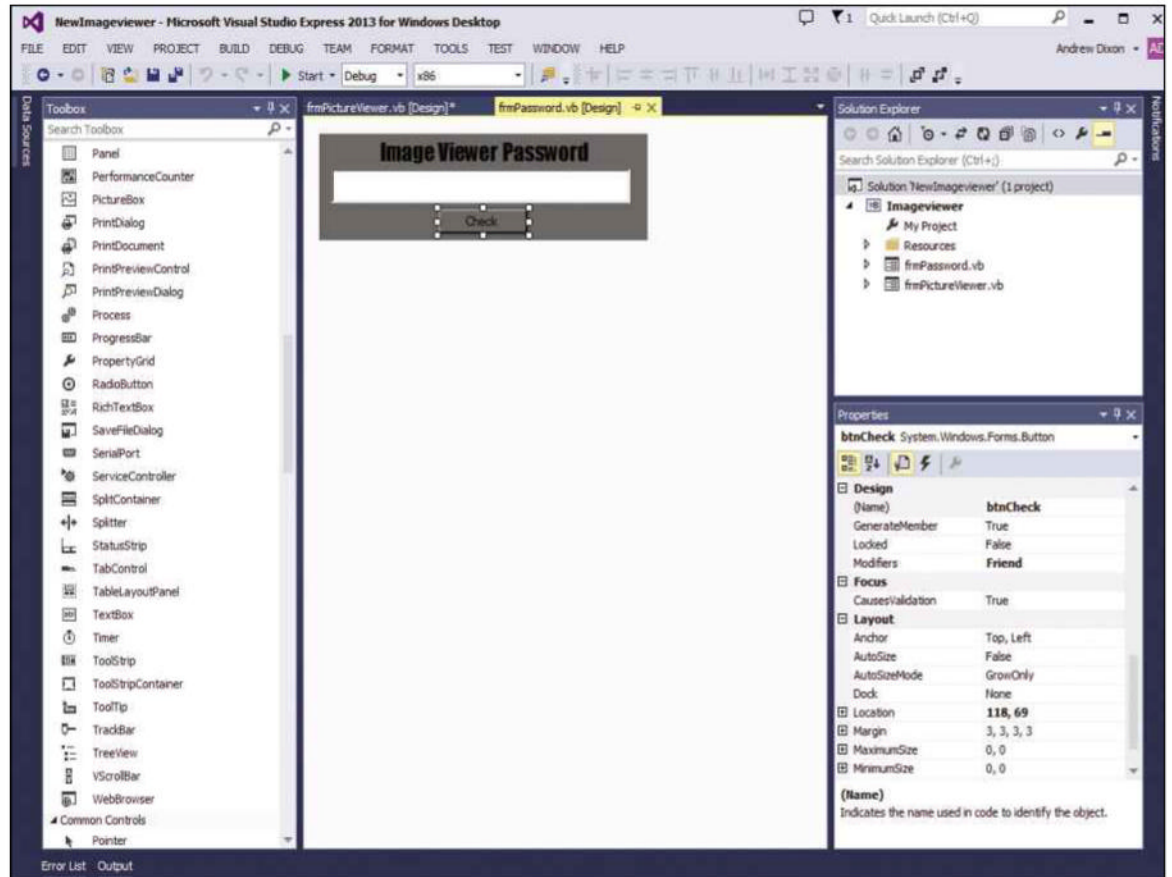 NewImageviewer - Microsoft Visual Studio Express 2013 for Windows Desktop
1
Quick Launch (Ctrl+Q)
FILE EDIT VIEW PROJECT BUILD DEBUG TEAM FORMAT TOOLS TEST WINDOW HELP
Andrew Dixon
AD
Start
Debug
x86
Data Sources
Toolbox
Search Toolbox
Panel
PerformanceCounter
PictureBox
PrintDialog
PrintDocument
PrintPreviewControl
PrintPreviewDialog
Process
ProgressBar
PropertyGrid
RadioButton
RichTextBox
SaveFileDialog
SerialPort
ServiceController
SplitContainer
Splitter
StatusStrip
TabControl
TableLayoutPanel
TextBox
Timer
ToolStrip
ToolStripContainer
ToolTip
TrackBar
TreeView
VScrollBar
WebBrowser
Common Controls
Pointer
frmPictureViewer.vb [Design]*
frmPassword.vb [Design]
Image Viewer Password
Check
Solution Explorer
Search Solution Explorer (Ctrl+;)
Solution 'NewImageviewer' (1 project)
Imageviewer
My Project
Resources
frmPassword.vb
frmPictureViewer.vb
Notifications
Properties
btnCheck System.Windows.Forms.Button
Design
(Name) btnCheck
GenerateMember True
Locked False
Modifiers Friend
Focus
CausesValidation True
Layout
Anchor Top, Left
AutoSize False
AutoSizeMode GrowOnly
Dock None
Location 118, 69
Margin 3, 3, 3, 3
MaximumSize 0, 0
MinimumSize 0, 0
(Name)
Indicates the name used in code to identify the object.
Error List Output